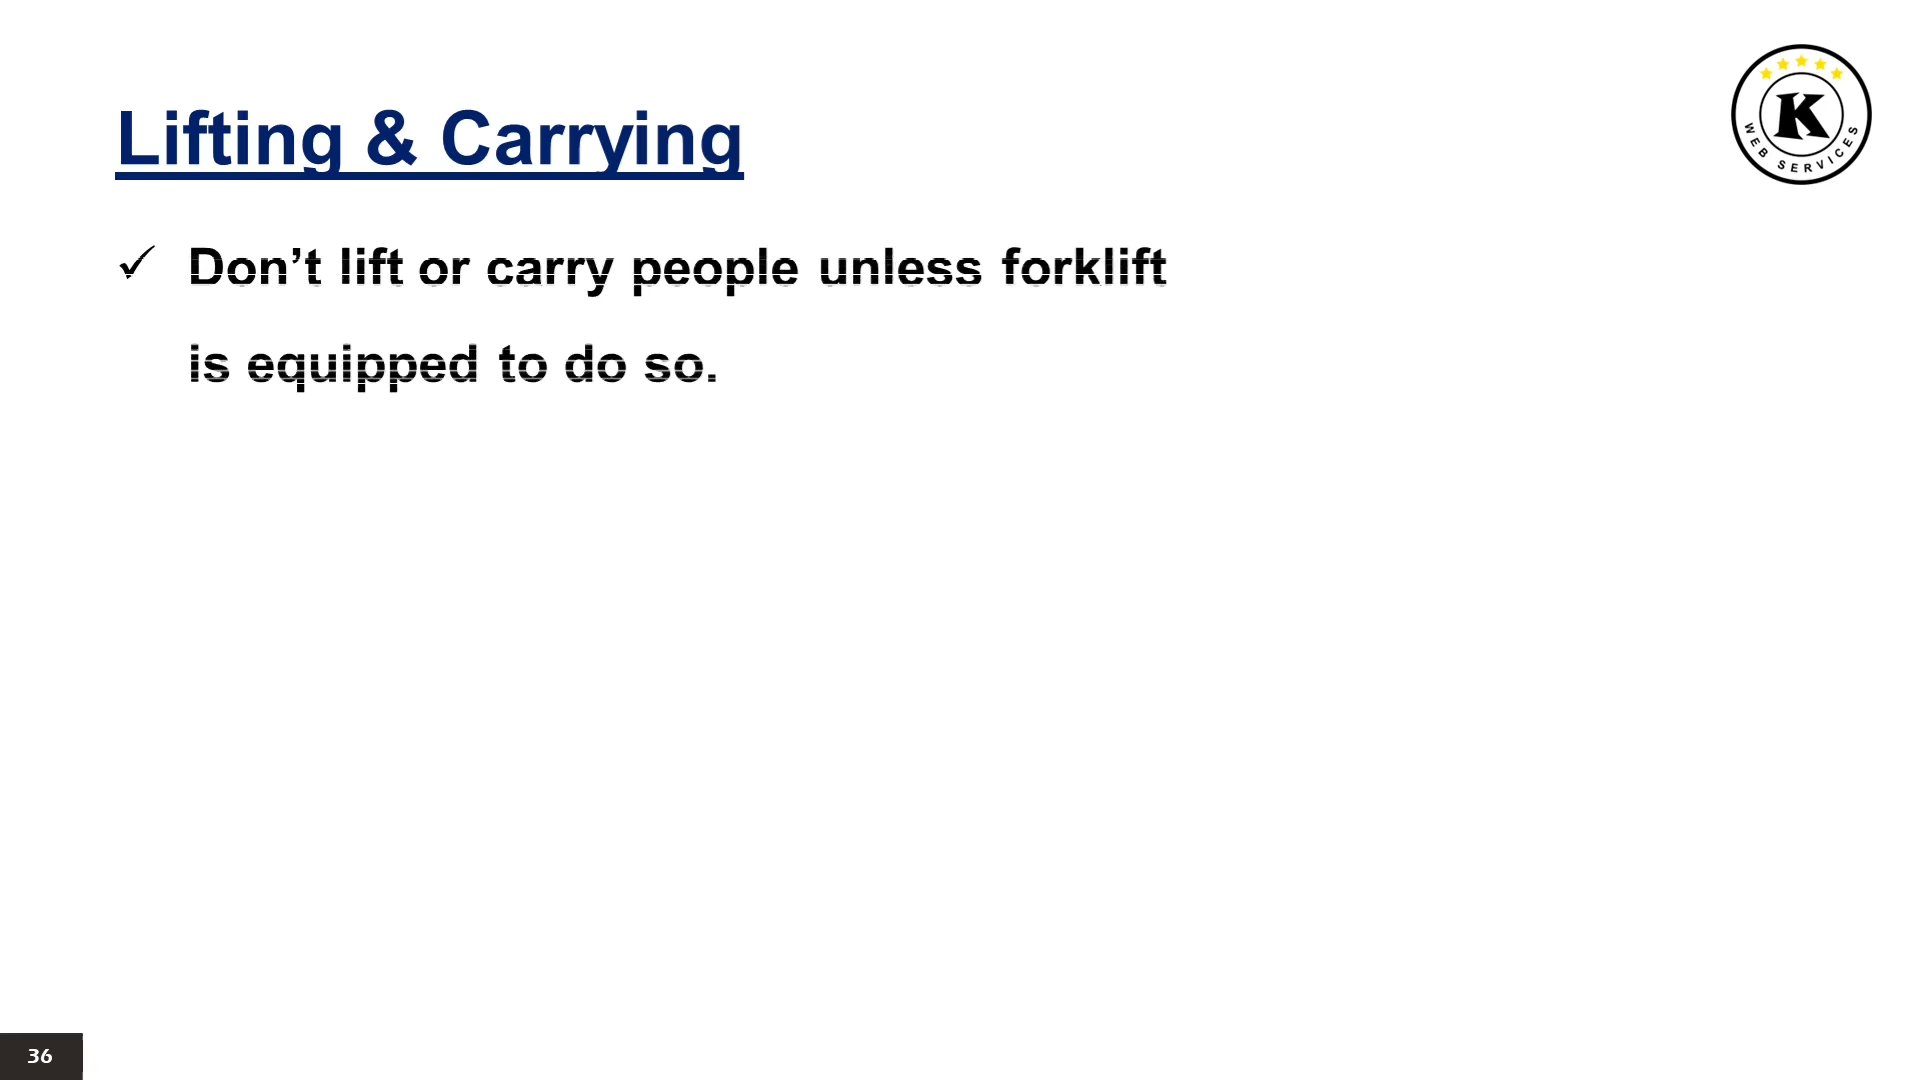 Lifting & Carrying
K
WEB SERVICES
✓ Don’t lift or carry people unless forklift
is equipped to do so.
36